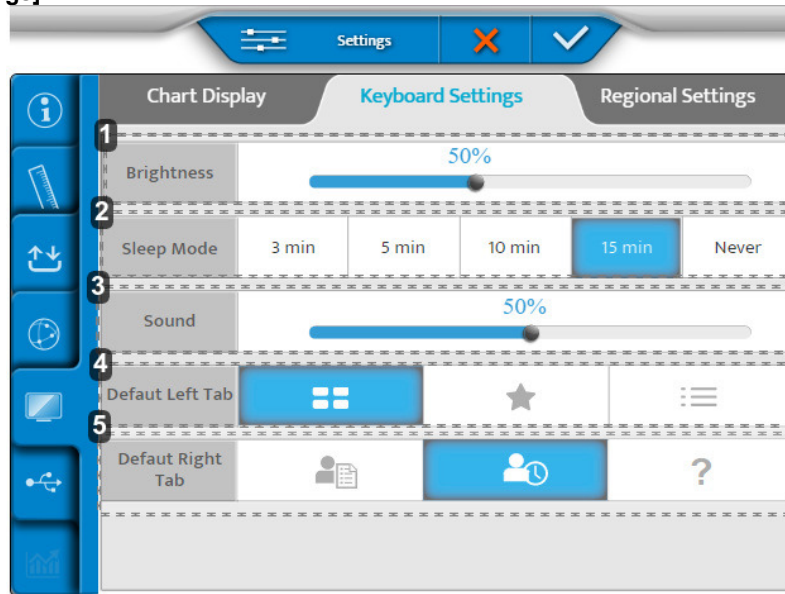 ge]
Settings
Chart Display Keyboard Settings Regional Settings
1
Brightness 50%
2
Sleep Mode 3 min 5 min 10 min 15 min Never
3
Sound 50%
4
Defaut Left Tab
5
Defaut Right
Tab ?